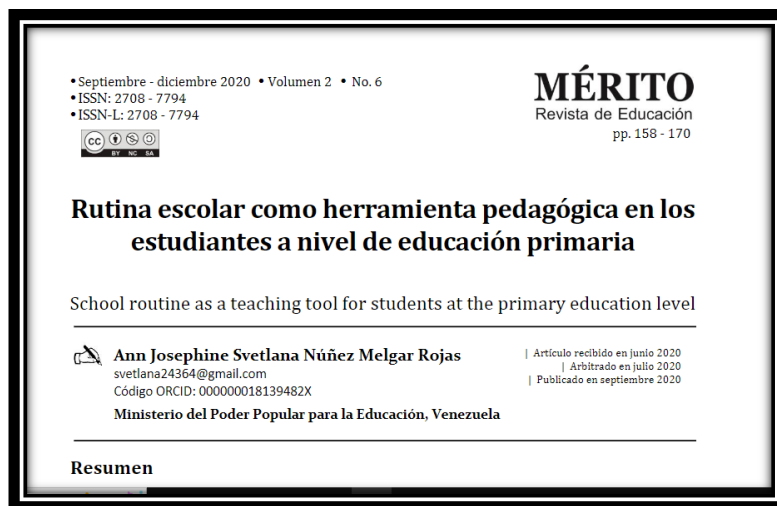 • Septiembre - diciembre 2020 • Volumen 2 • No. 6
• ISSN: 2708 - 7794
• ISSN-L: 2708 - 7794
cc BY NC SA
MÉRITO
Revista de Educación
pp. 158 - 170
Rutina escolar como herramienta pedagógica en los
estudiantes a nivel de educación primaria
School routine as a teaching tool for students at the primary education level
Ann Josephine Svetlana Núñez Melgar Rojas
svetlana24364@gmail.com
Código ORCID: 000000018139482X
Ministerio del Poder Popular para la Educación, Venezuela
| Artículo recibido en junio 2020
| Arbitrado en julio 2020
| Publicado en septiembre 2020
Resumen